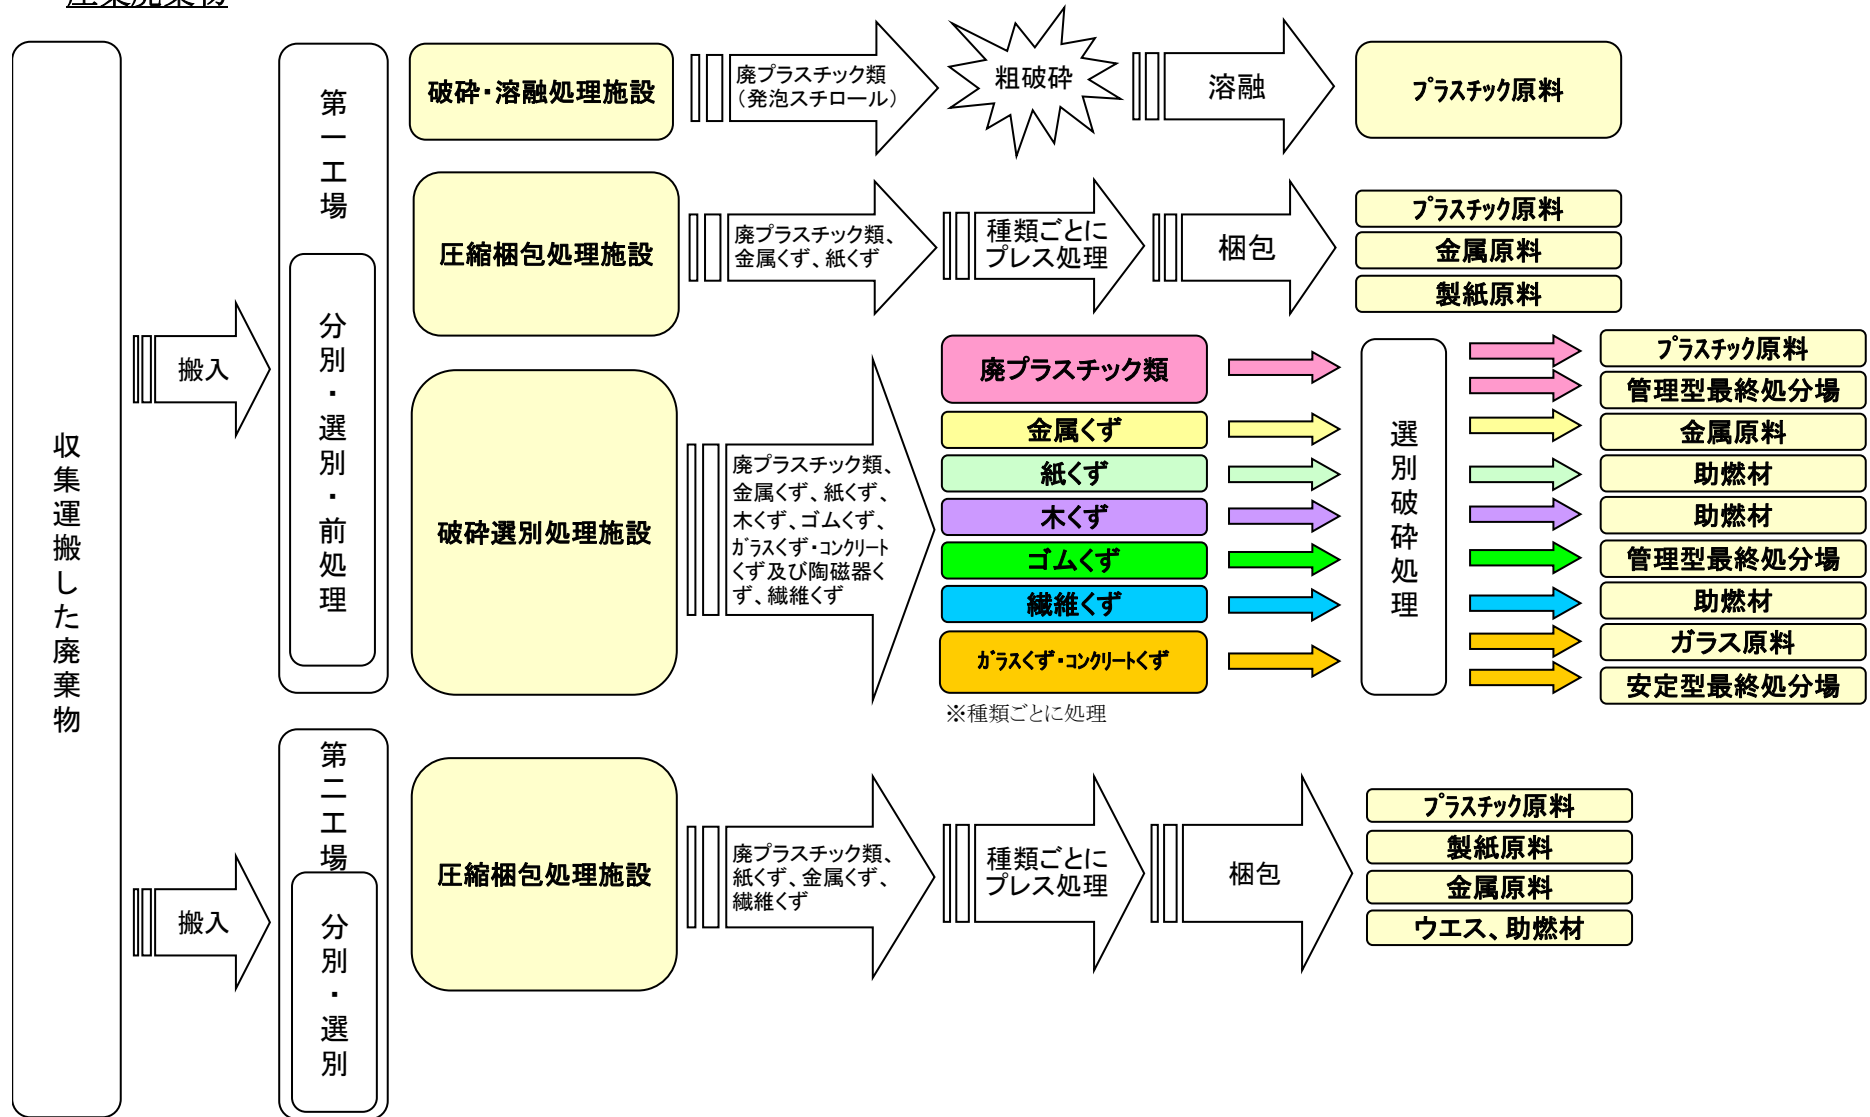 産業廃棄物
収集運搬した廃棄物
搬入
第一工場
分別・選別・前処理
破砕・溶融処理施設
廃プラスチック類
（発泡スチロール）
粗破砕
溶融
ﾌﾟﾗｽﾁｯｸ原料
圧縮梱包処理施設
廃プラスチック類、
金属くず、紙くず
種類ごとに
プレス処理
梱包
ﾌﾟﾗｽﾁｯｸ原料
金属原料
製紙原料
破砕選別処理施設
廃プラスチック類、
金属くず、紙くず、
木くず、ゴムくず、
ｶﾞﾗｽくず・ｺﾝｸﾘｰﾄ
くず及び陶磁器く
ず、繊維くず
廃プラスチック類
金属くず
紙くず
木くず
ゴムくず
繊維くず
ｶﾞﾗｽくず・ｺﾝｸﾘｰﾄくず
※種類ごとに処理
選別破砕処理
ﾌﾟﾗｽﾁｯｸ原料
管理型最終処分場
金属原料
助燃材
助燃材
管理型最終処分場
助燃材
ガラス原料
安定型最終処分場
搬入
第二工場
分別・選別
圧縮梱包処理施設
廃プラスチック類、
紙くず、金属くず、
繊維くず
種類ごとに
プレス処理
梱包
ﾌﾟﾗｽﾁｯｸ原料
製紙原料
金属原料
ウエス、助燃材